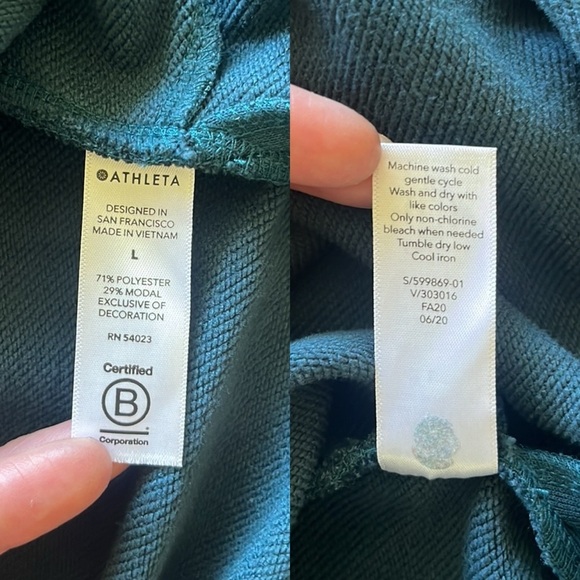 ATHLETA
DESIGNED IN
SAN FRANCISCO
MADE IN VIETNAM
L
71% POLYESTER
29% MODAL
EXCLUSIVE OF
DECORATION
RN 54023
Certified
B
Corporation
Machine wash cold
gentle cycle
Wash and dry with
like colors
Only non-chlorine
bleach when needed
Tumble dry low
Cool iron
S/599869-01
V/303016
FA20
06/20